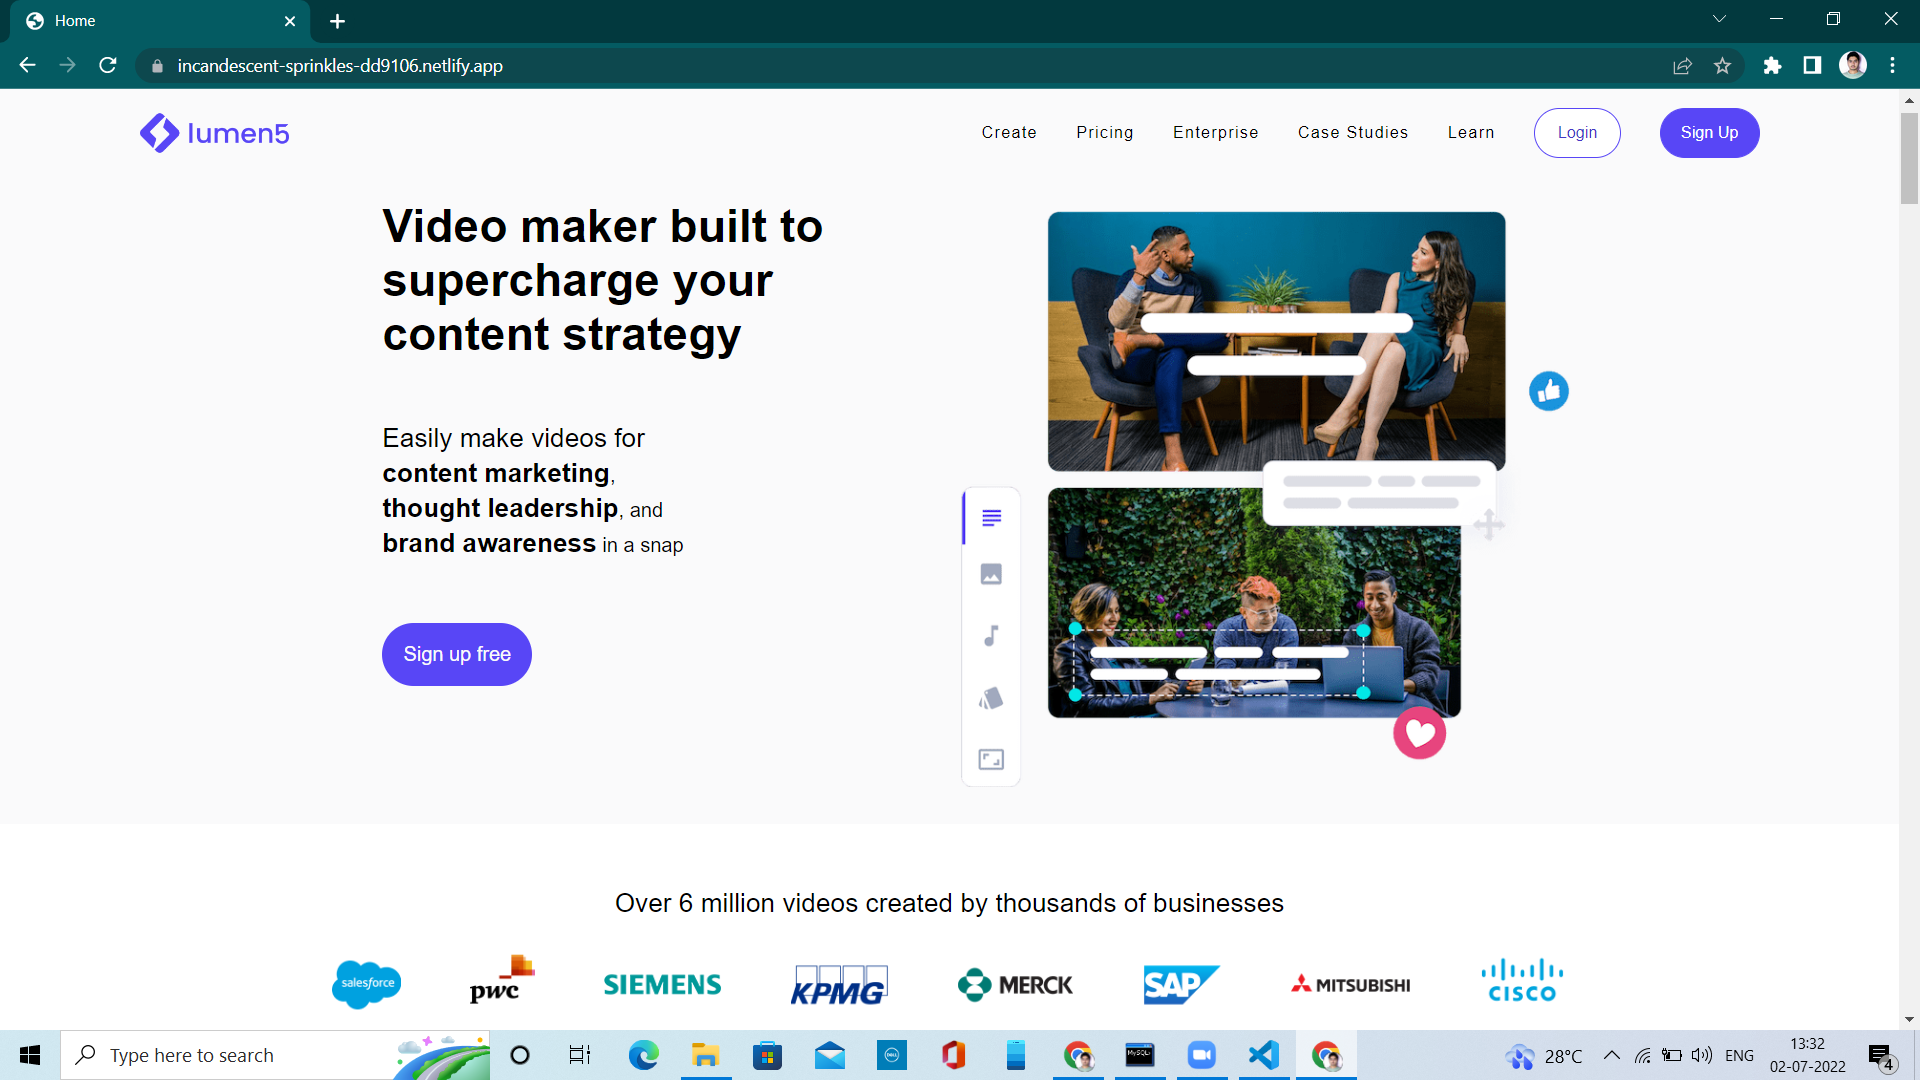 Home
incandescent-sprinkles-dd9106.netlify.app
lumen5
Create Pricing Enterprise Case Studies Learn Login Sign Up
Video maker built to
supercharge your
content strategy
Easily make videos for
content marketing,
thought leadership, and
brand awareness in a snap
Sign up free
Over 6 million videos created by thousands of businesses
salesforce pwc SIEMENS KPMG MERCK SAP MITSUBISHI CISCO
Type here to search
DELL
MySQL
28°C
ENG
13:32
02-07-2022
4